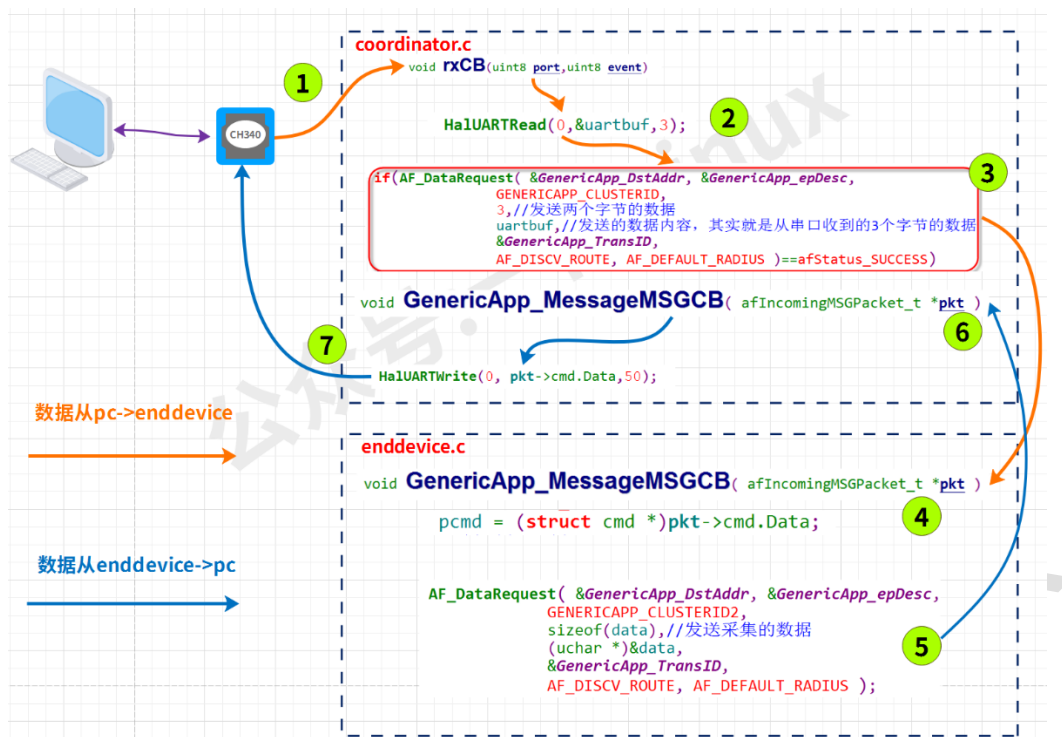 coordinator.c
1
void rxCB(uint8 port,uint8 event)
CH340
HalUARTRead(0,&uartbuf,3);
2
3
if(AF_DataRequest( &GenericApp_DstAddr, &GenericApp_epDesc,
GENERICAPP_CLUSTERID,
3,//发送两个字节的数据
uartbuf,//发送的数据内容，其实就是从串口收到的3个字节的数据
&GenericApp_TransID,
AF_DISCV_ROUTE, AF_DEFAULT_RADIUS )==afStatus_SUCCESS)
void GenericApp_MessageMSGCB( afIncomingMSGPacket_t *pkt )
6
7
HalUARTWrite(0, pkt->cmd.Data,50);
数据从pc->enddevice
enddevice.c
void GenericApp_MessageMSGCB( afIncomingMSGPacket_t *pkt )
4
pcmd = (struct cmd *)pkt->cmd.Data;
数据从enddevice->pc
AF_DataRequest( &GenericApp_DstAddr, &GenericApp_epDesc,
GENERICAPP_CLUSTERID2,
sizeof(data),//发送采集的数据
(uchar *)&data,
5
&GenericApp_TransID,
AF_DISCV_ROUTE, AF_DEFAULT_RADIUS );
公众号